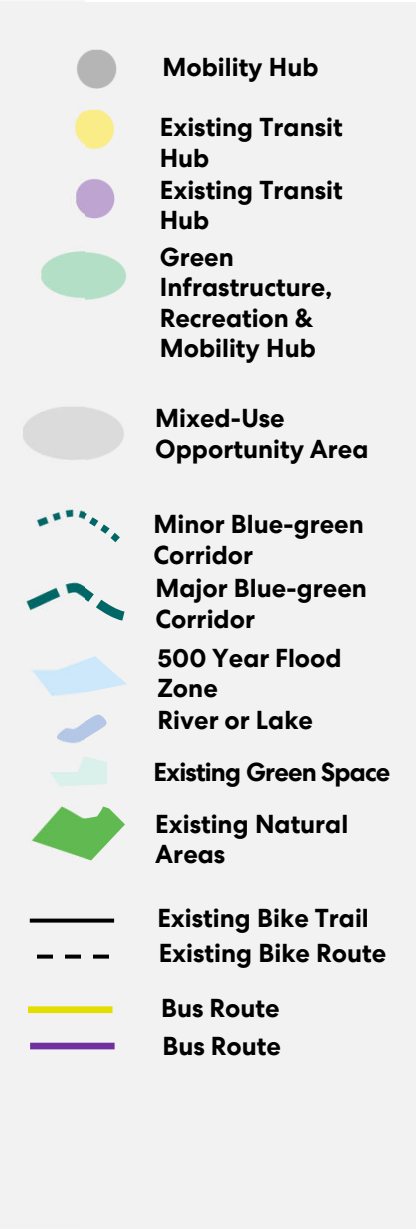 Mobility Hub
Existing Transit
Hub
Existing Transit
Hub
Green
Infrastructure,
Recreation &
Mobility Hub
Mixed-Use
Opportunity Area
Minor Blue-green
Corridor
Major Blue-green
Corridor
500 Year Flood
Zone
River or Lake
Existing Green Space
Existing Natural
Areas
Existing Bike Trail
Existing Bike Route
Bus Route
Bus Route